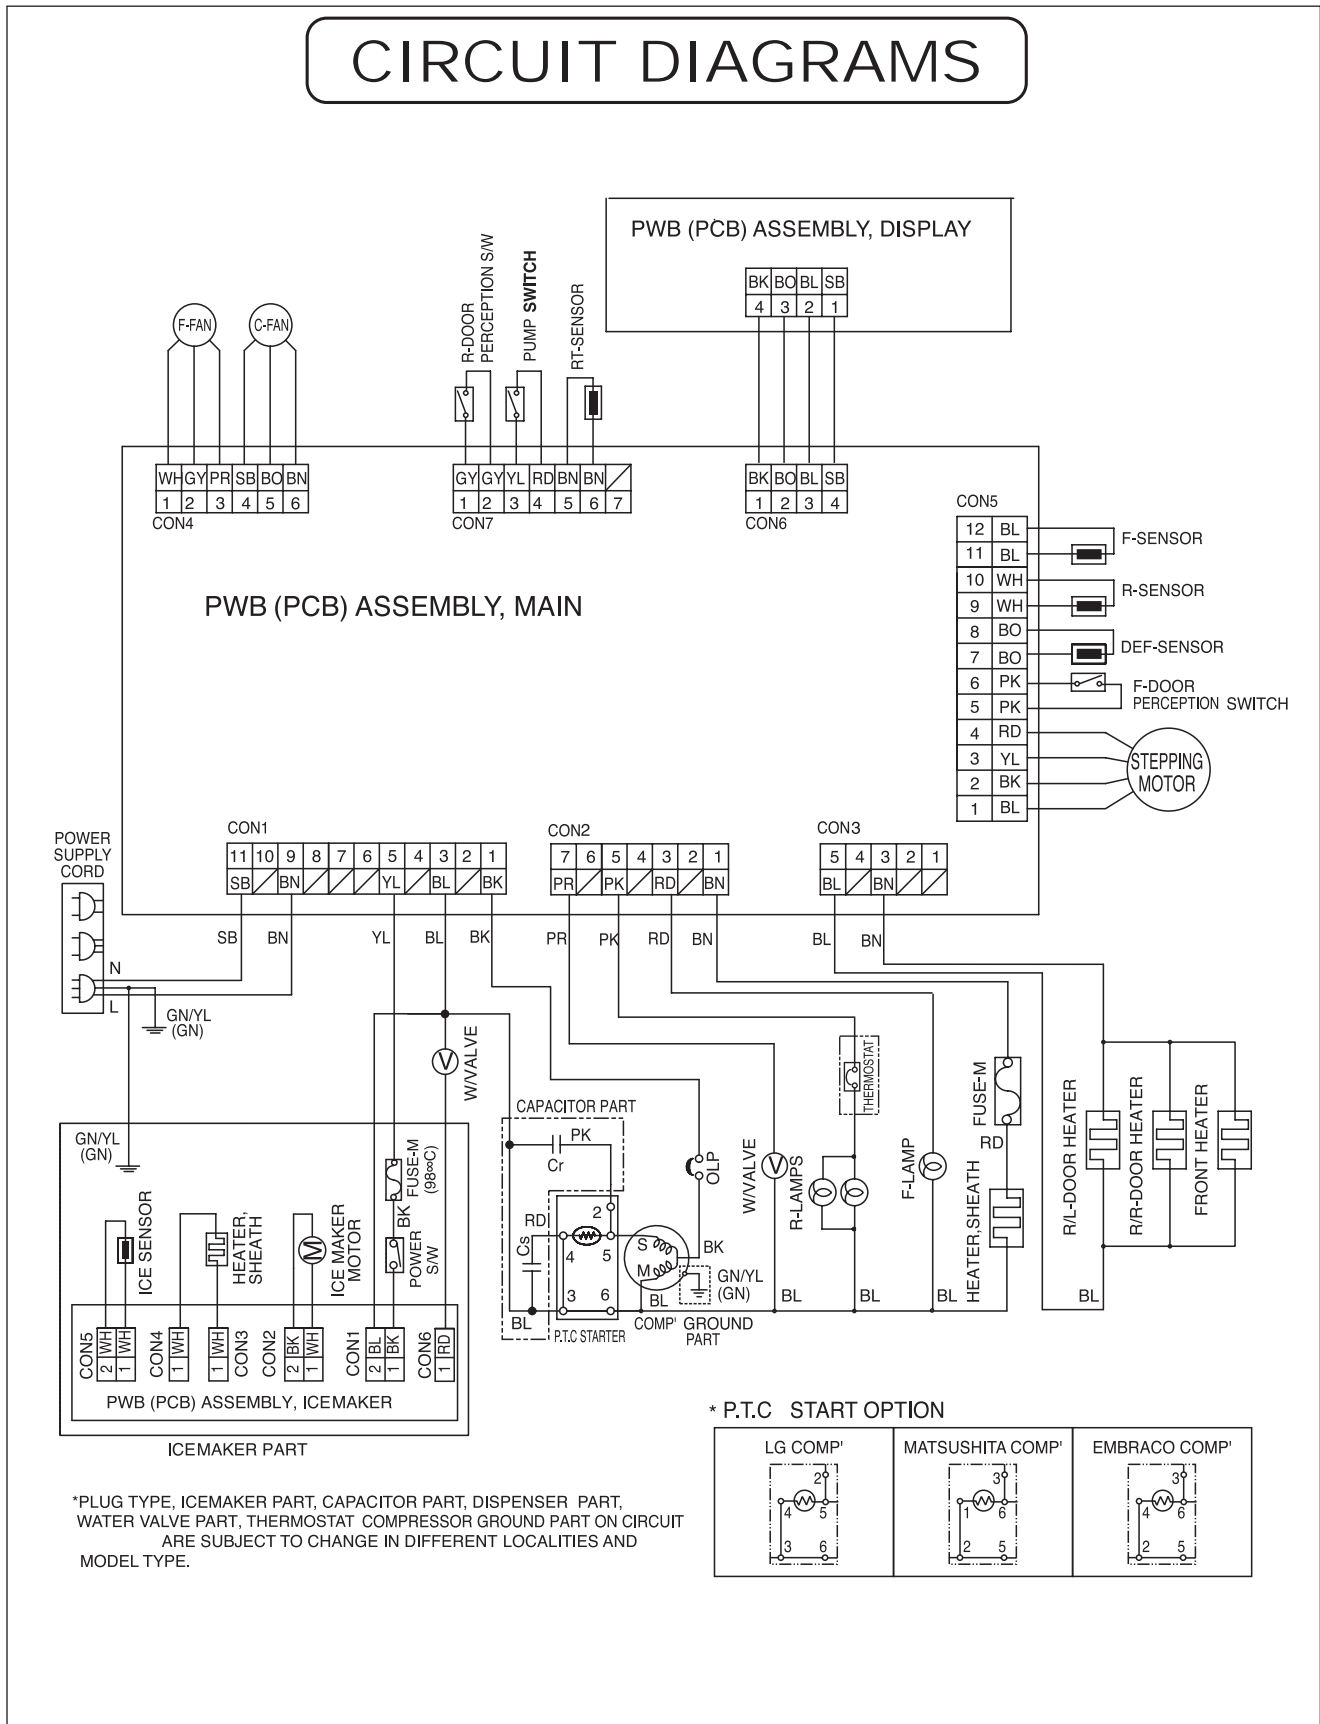 CIRCUIT DIAGRAMS
PWB (PCB) ASSEMBLY, DISPLAY
BK BO BL SB
4 3 2 1
F-FAN
C-FAN
R-DOOR
PERCEPTION S/W
PUMP SWITCH
RT-SENSOR
WH GY PR SB BO BN
1 2 3 4 5 6
CON4
GY GY YL RD BN BN
1 2 3 4 5 6 7
CON7
BK BO BL SB
1 2 3 4
CON6
CON5
12 BL
11 BL
10 WH
9 WH
8 BO
7 BO
6 PK
5 PK
4 RD
3 YL
2 BK
1 BL
F-SENSOR
R-SENSOR
DEF-SENSOR
F-DOOR
PERCEPTION SWITCH
STEPPING
MOTOR
PWB (PCB) ASSEMBLY, MAIN
POWER
SUPPLY
CORD
CON1
11 10 9 8 7 6 5 4 3 2 1
SB BN YL BL BK
CON2
7 6 5 4 3 2 1
PR PK RD BN
CON3
5 4 3 2 1
BL BN
SB BN YL BL BK PR PK RD BN BL BN
N
L
GN/YL
(GN)
W/VALVE
V
GN/YL
(GN)
CAPACITOR PART
PK
Cr
RD
Cs
2
4 5
3 6
BL
P.T.C STARTER
S
M
BL
COMP'
OLP
BK
GN/YL
(GN)
GROUND
PART
W/VALVE
V
BL
THERMOSTAT
R-LAMPS
BL
F-LAMP
BL
FUSE-M
RD
HEATER,SHEATH
R/L-DOOR HEATER
R/R-DOOR HEATER
FRONT HEATER
BL
ICE SENSOR
HEATER,
SHEATH
M
ICE MAKER
MOTOR
FUSE-M
(98∞C)
BK
POWER
S/W
CON5
2 WH
1 WH
CON4
1 WH
1 WH
CON3
CON2
2 BK
1 WH
CON1
2 BL
1 BK
CON6
1 RD
PWB (PCB) ASSEMBLY, ICEMAKER
ICEMAKER PART
* P.T.C START OPTION
LG COMP'
2
4 5
3 6
MATSUSHITA COMP'
3
1 6
2 5
EMBRACO COMP'
3
4 6
2 5
*PLUG TYPE, ICEMAKER PART, CAPACITOR PART, DISPENSER PART,
WATER VALVE PART, THERMOSTAT COMPRESSOR GROUND PART ON CIRCUIT
ARE SUBJECT TO CHANGE IN DIFFERENT LOCALITIES AND
MODEL TYPE.